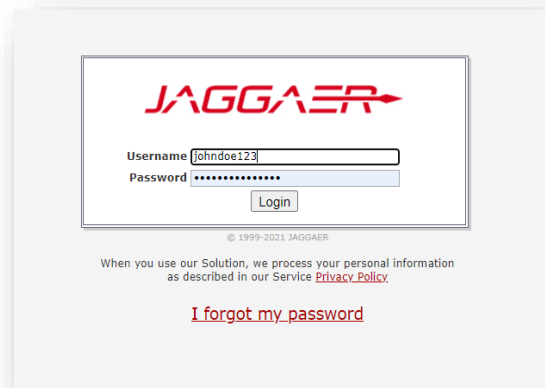 JAGGAER
Username johndoe123
Password •••••••••••••••
Login
© 1999-2021 JAGGAER
When you use our Solution, we process your personal information
as described in our Service Privacy Policy
I forgot my password